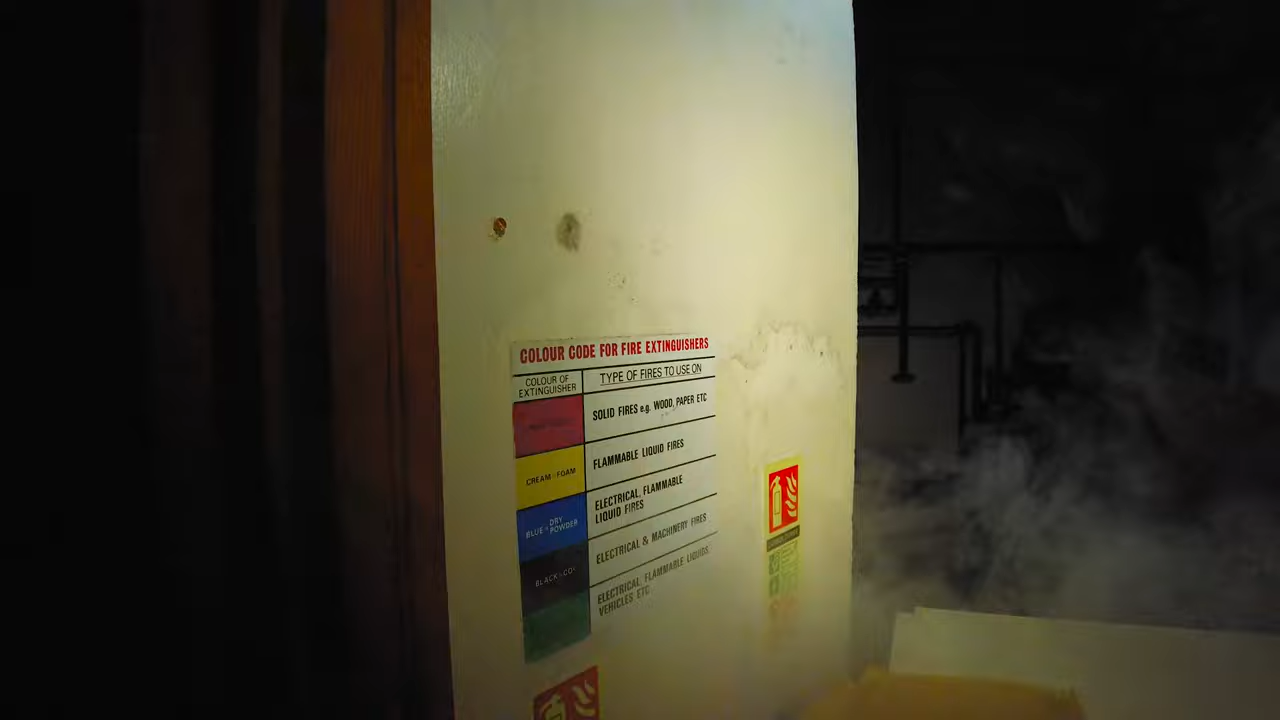 COLOUR CODE FOR FIRE EXTINGUISHERS
COLOUR OF
EXTINGUISHER
TYPE OF FIRES TO USE ON
SOLID FIRES e.g. WOOD, PAPER ETC
CREAM = FOAM
FLAMMABLE LIQUID FIRES
BLUE = DRY
POWDER
ELECTRICAL, FLAMMABLE
LIQUID FIRES
BLACK = CO²
ELECTRICAL & MACHINERY FIRES
ELECTRICAL, FLAMMABLE LIQUIDS,
VEHICLES ETC